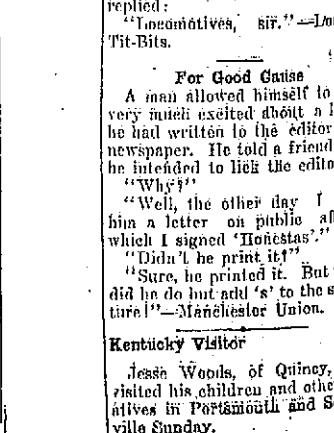 replied:
"Locomotives, sir."—Lo
Tit-Bits.
For Good Cause
A man allowed himself to
very much excited about a l
he had written to the editor
newspaper. He told a friend
he intended to lick the edito
"Why?"
"Well, the other day I
him a letter on public af
which I signed 'Honestas'."
"Didn't he print it?"
"Sure, he printed it. But
did he do but add 's' to the s
ture!"—Manchester Union.
Kentucky Visitor
Jesse Woods, of Quincy,
visited his children and othe
atives in Portsmouth and S
ville Sunday.